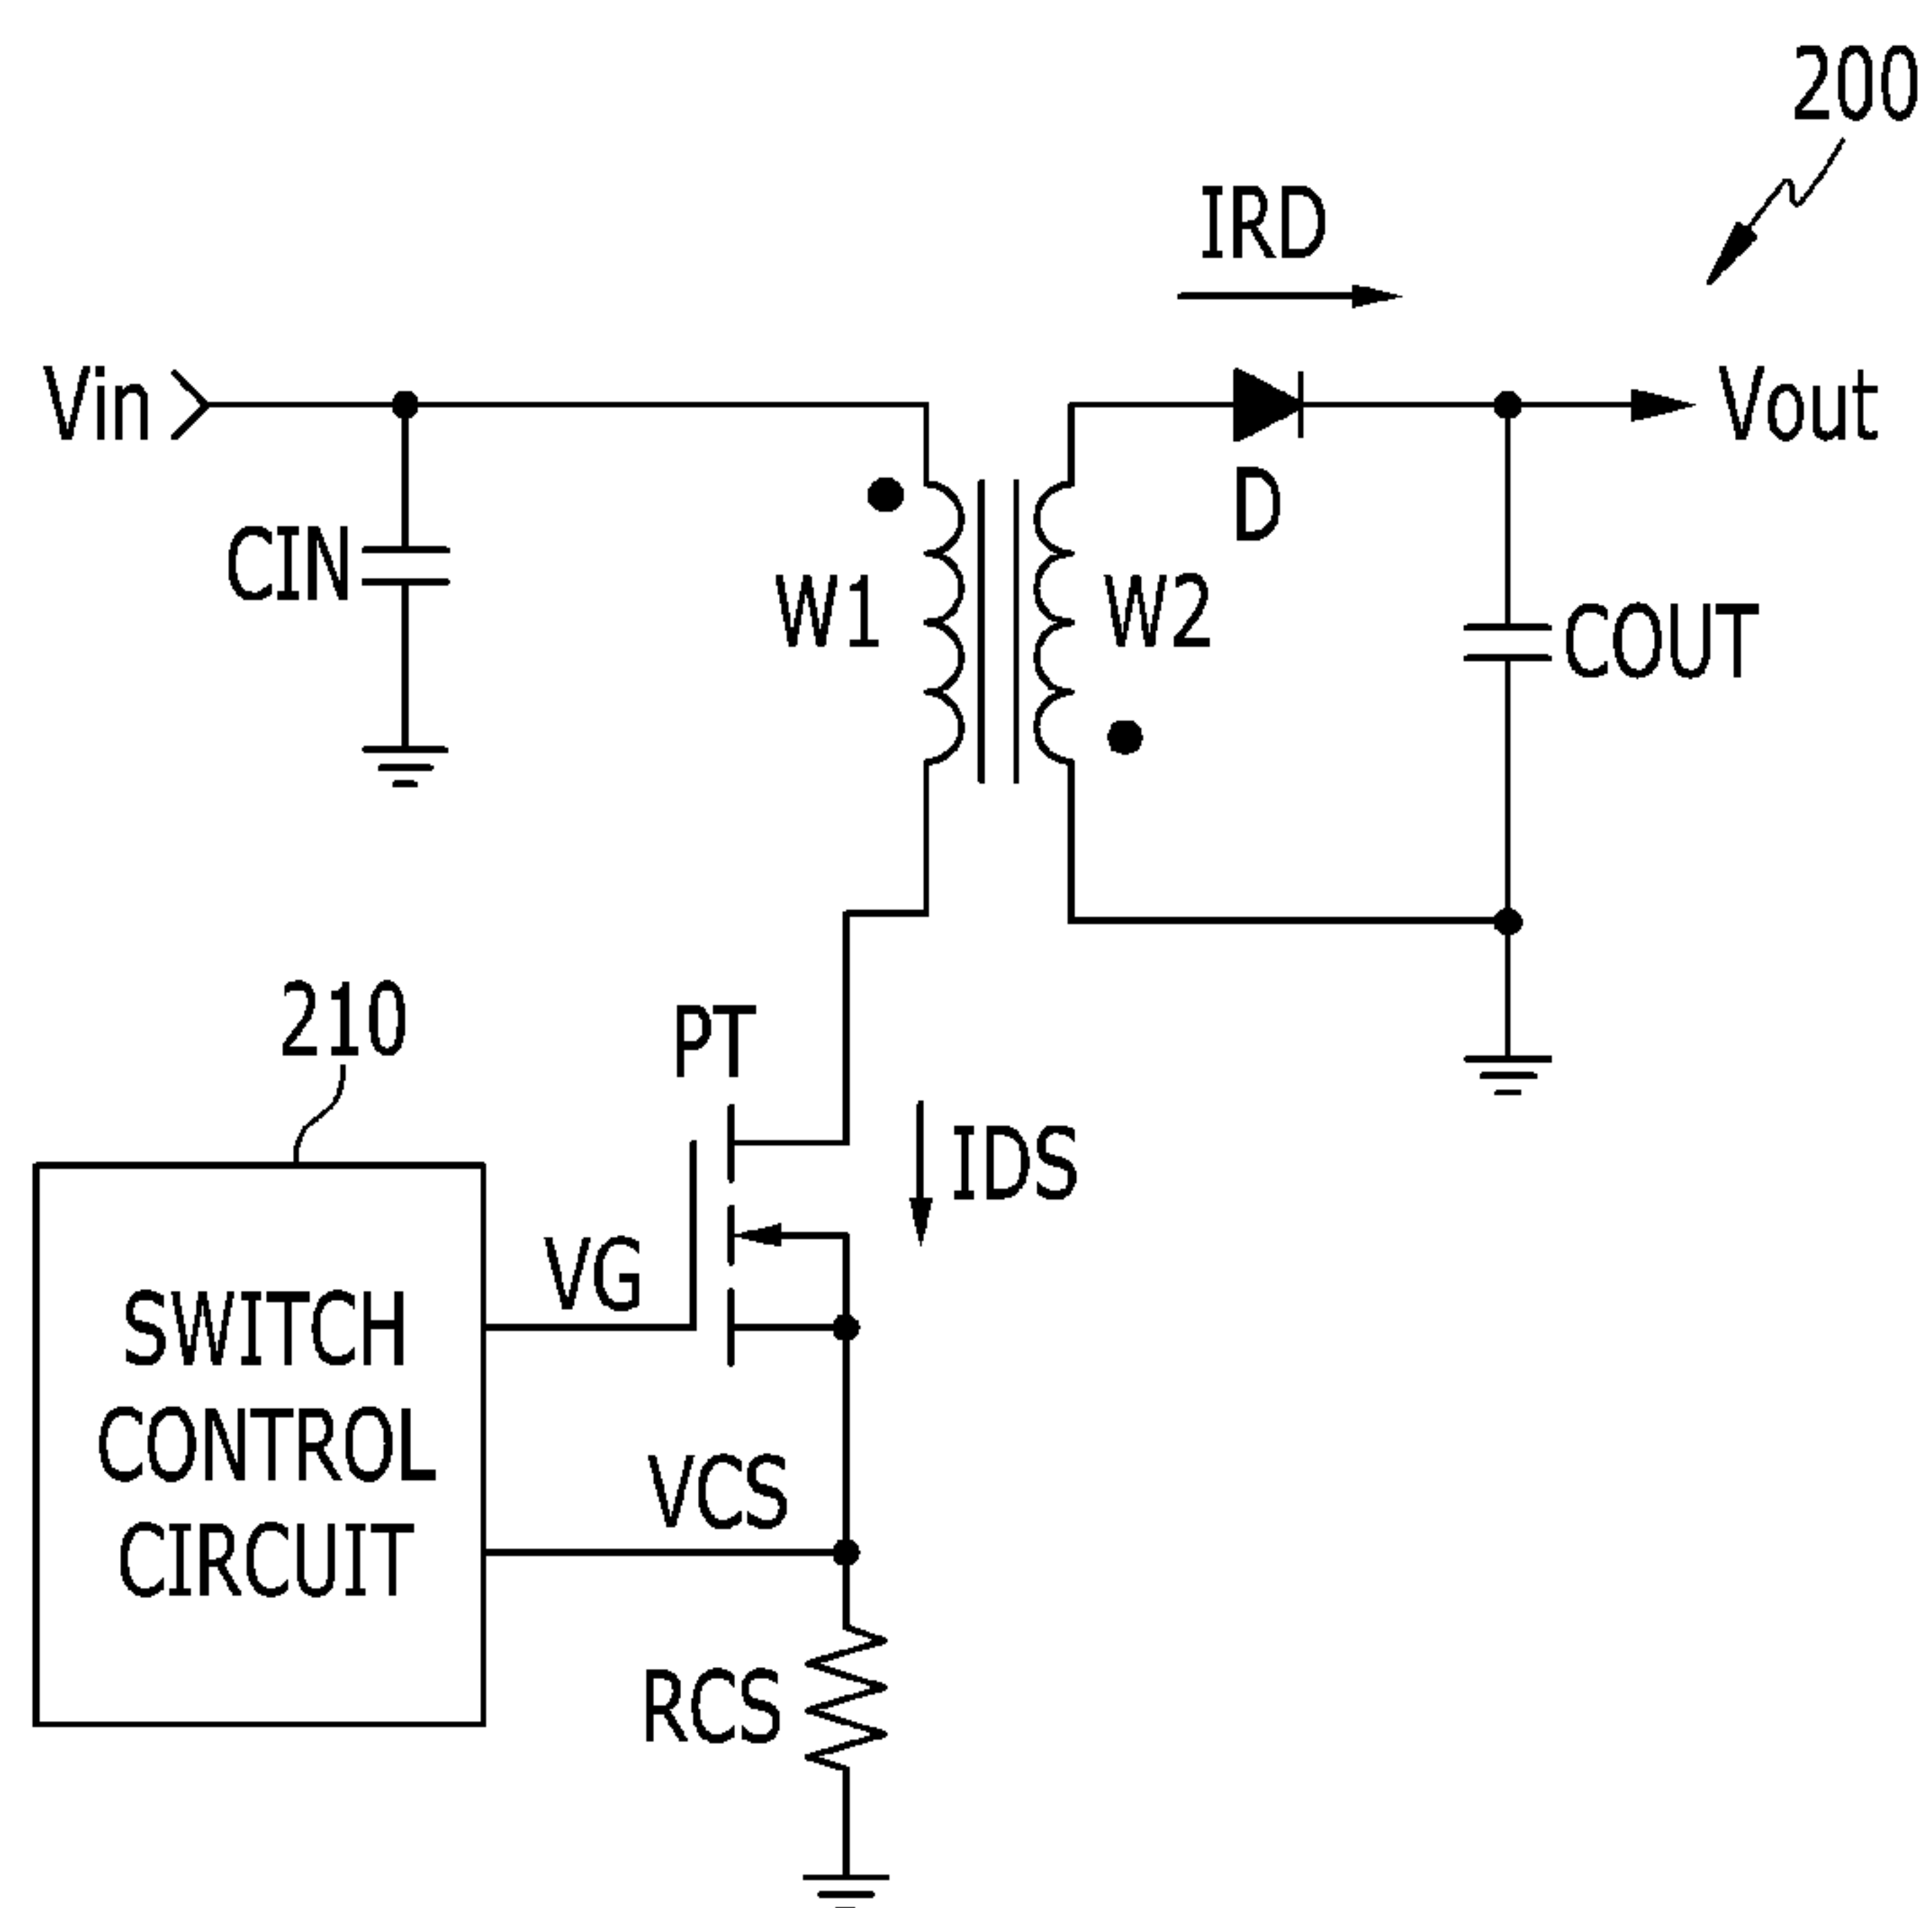 200
IRD
Vin
Vout
D
CIN
W1
W2
COUT
210
PT
IDS
VG
SWITCH
CONTROL
CIRCUIT
VCS
RCS